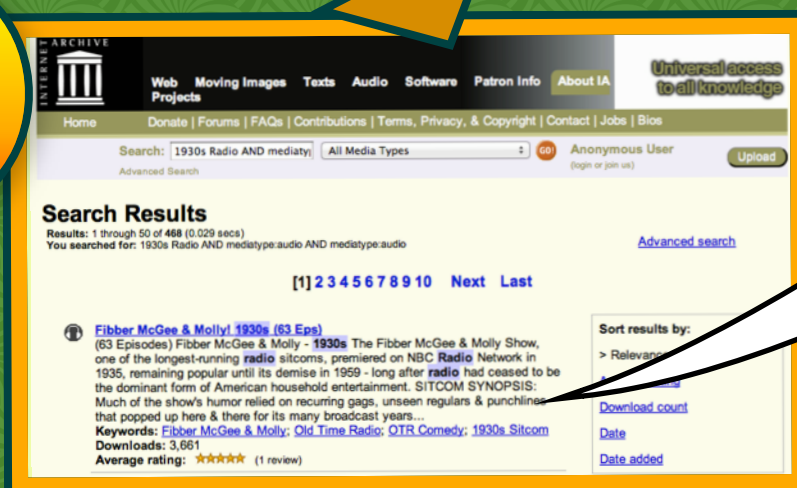 INTERNET ARCHIVE
Universal access
to all knowledge
Web Moving Images Texts Audio Software Patron Info About IA
Projects
Home Donate | Forums | FAQs | Contributions | Terms, Privacy, & Copyright | Contact | Jobs | Bios
Search: 1930s Radio AND mediaty All Media Types GO! Anonymous User
(login or join us) Upload
Advanced Search
Search Results
Results: 1 through 50 of 468 (0.029 secs)
You searched for: 1930s Radio AND mediatype:audio AND mediatype:audio
Advanced search
[1] 2 3 4 5 6 7 8 9 10 Next Last
Fibber McGee & Molly! 1930s (63 Eps)
(63 Episodes) Fibber McGee & Molly - 1930s The Fibber McGee & Molly Show,
one of the longest-running radio sitcoms, premiered on NBC Radio Network in
1935, remaining popular until its demise in 1959 - long after radio had ceased to be
the dominant form of American household entertainment. SITCOM SYNOPSIS:
Much of the show's humor relied on recurring gags, unseen regulars & punchlines
that popped up here & there for its many broadcast years...
Keywords: Fibber McGee & Molly; Old Time Radio; OTR Comedy; 1930s Sitcom
Downloads: 3,661
Average rating: (1 review)
Sort results by:
> Relevance
Download count
Date
Date added